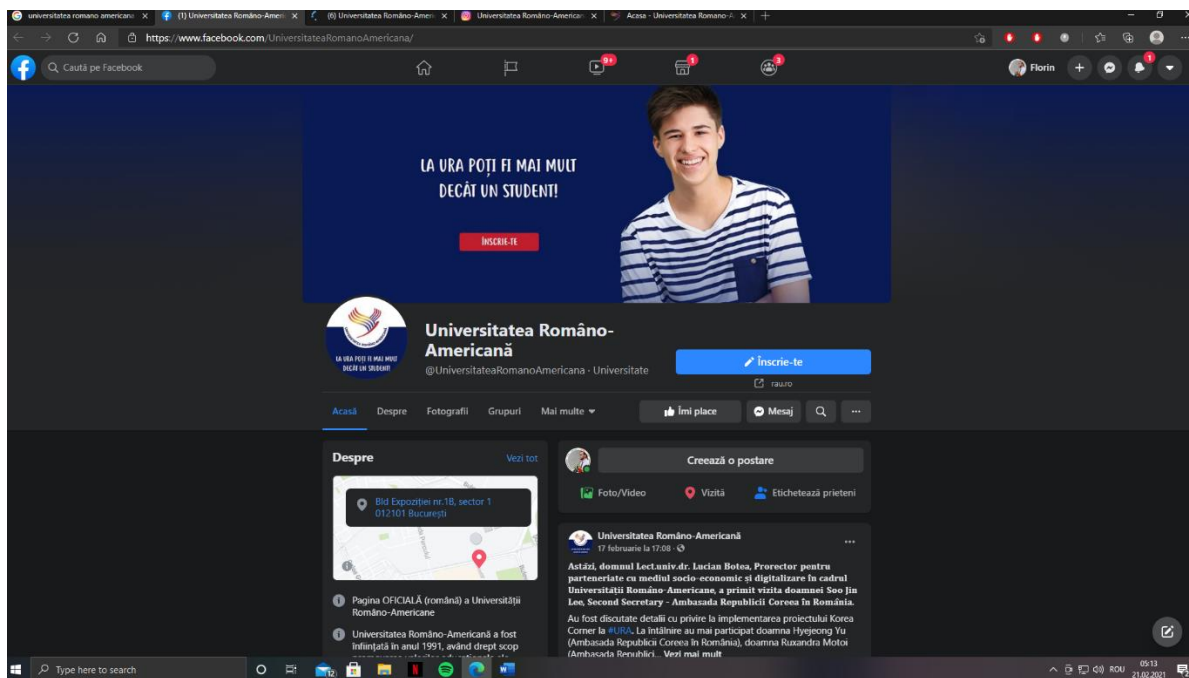 universitatea romano americana
(1) Universitatea Româno-Ameri
(6) Universitatea Româno-Ameri
Universitatea Româno-American
Acasa - Universitatea Romano-A
https://www.facebook.com/UniversitateaRomanoAmericana/
Caută pe Facebook
9+
1
3
Florin
1
LA URA POȚI FI MAI MULT
DECÂT UN STUDENT!
ÎNSCRIE-TE
LA URA POȚI FI MAI MULT
DECÂT UN STUDENT!
Universitatea Româno-
Americană
@UniversitateaRomanoAmericana · Universitate
Înscrie-te
rau.ro
Acasă Despre Fotografii Grupuri Mai multe
Îmi place
Mesaj
Despre
Vezi tot
Bld Expoziției nr.1B, sector 1
012101 București
Pagina OFICIALĂ (română) a Universității
Româno-Americane
Universitatea Româno-Americană a fost
înființată în anul 1991, având drept scop
Creează o postare
Foto/Video Vizită Etichetează prieteni
Universitatea Româno-Americană
17 februarie la 17:08
Astăzi, domnul Lect.univ.dr. Lucian Botea, Prorector pentru
parteneriate cu mediul socio-economic și digitalizare în cadrul
Universității Româno-Americane, a primit vizita doamnei Soo Jin
Lee, Second Secretary - Ambasada Republicii Coreea în România.
Au fost discutate detalii cu privire la implementarea proiectului Korea
Corner la #URA. La întâlnire au mai participat doamna Hyejeong Yu
(Ambasada Republicii Coreea în România), doamna Ruxandra Motoi
(Ambasada Republici... Vezi mai mult
Type here to search
12
ROU
05:13
21.02.2021